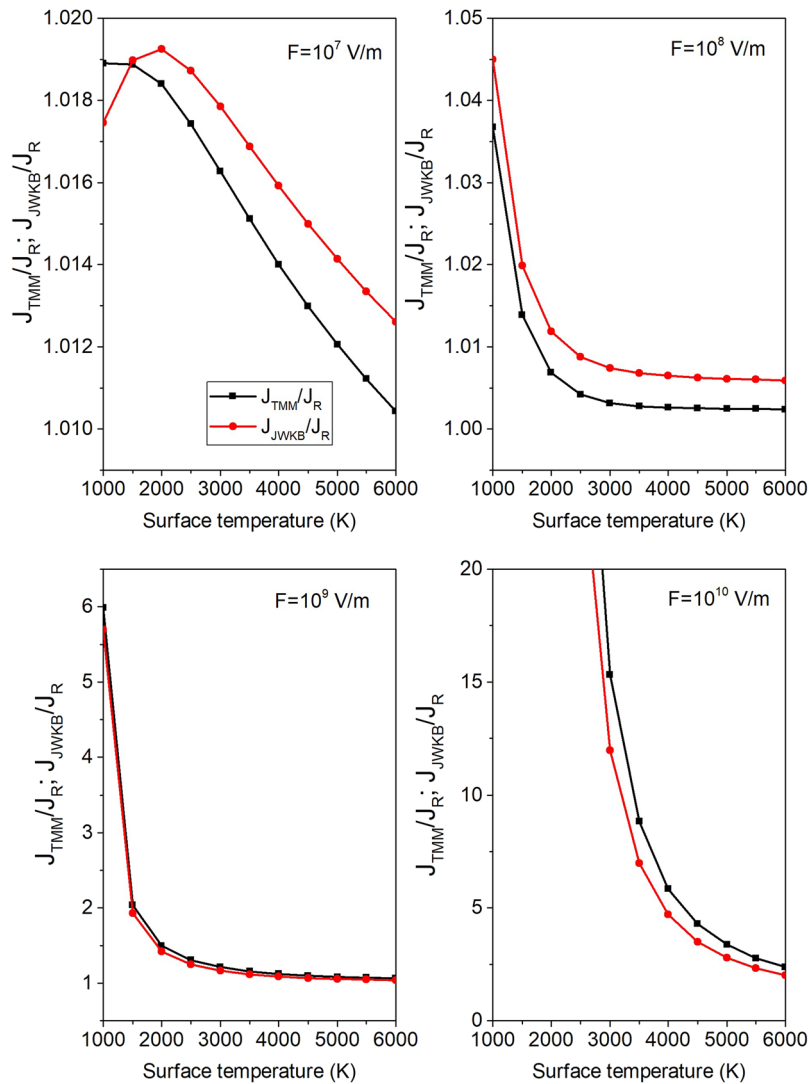 F=10⁷ V/m
J_TMM/J_R; J_JWKB/J_R
1.020
1.018
1.016
1.014
1.012
1.010
J_TMM/J_R
J_JWKB/J_R
1000 2000 3000 4000 5000 6000
Surface temperature (K)
F=10⁸ V/m
J_TMM/J_R; J_JWKB/J_R
1.05
1.04
1.03
1.02
1.01
1.00
1000 2000 3000 4000 5000 6000
Surface temperature (K)
F=10⁹ V/m
J_TMM/J_R; J_JWKB/J_R
6
5
4
3
2
1
1000 2000 3000 4000 5000 6000
Surface temperature (K)
F=10¹⁰ V/m
J_TMM/J_R; J_JWKB/J_R
20
15
10
5
0
1000 2000 3000 4000 5000 6000
Surface temperature (K)